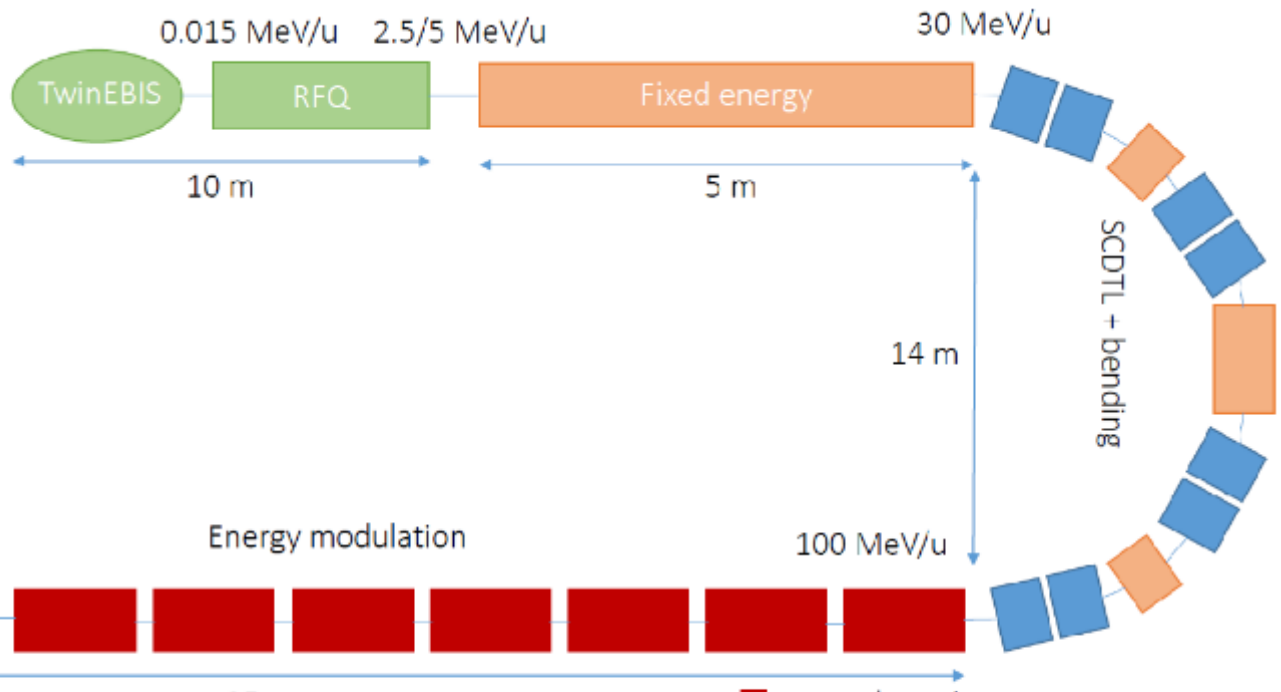 0.015 MeV/u
2.5/5 MeV/u
30 MeV/u
TwinEBIS
RFQ
Fixed energy
10 m
5 m
SCDTL + bending
14 m
Energy modulation
100 MeV/u